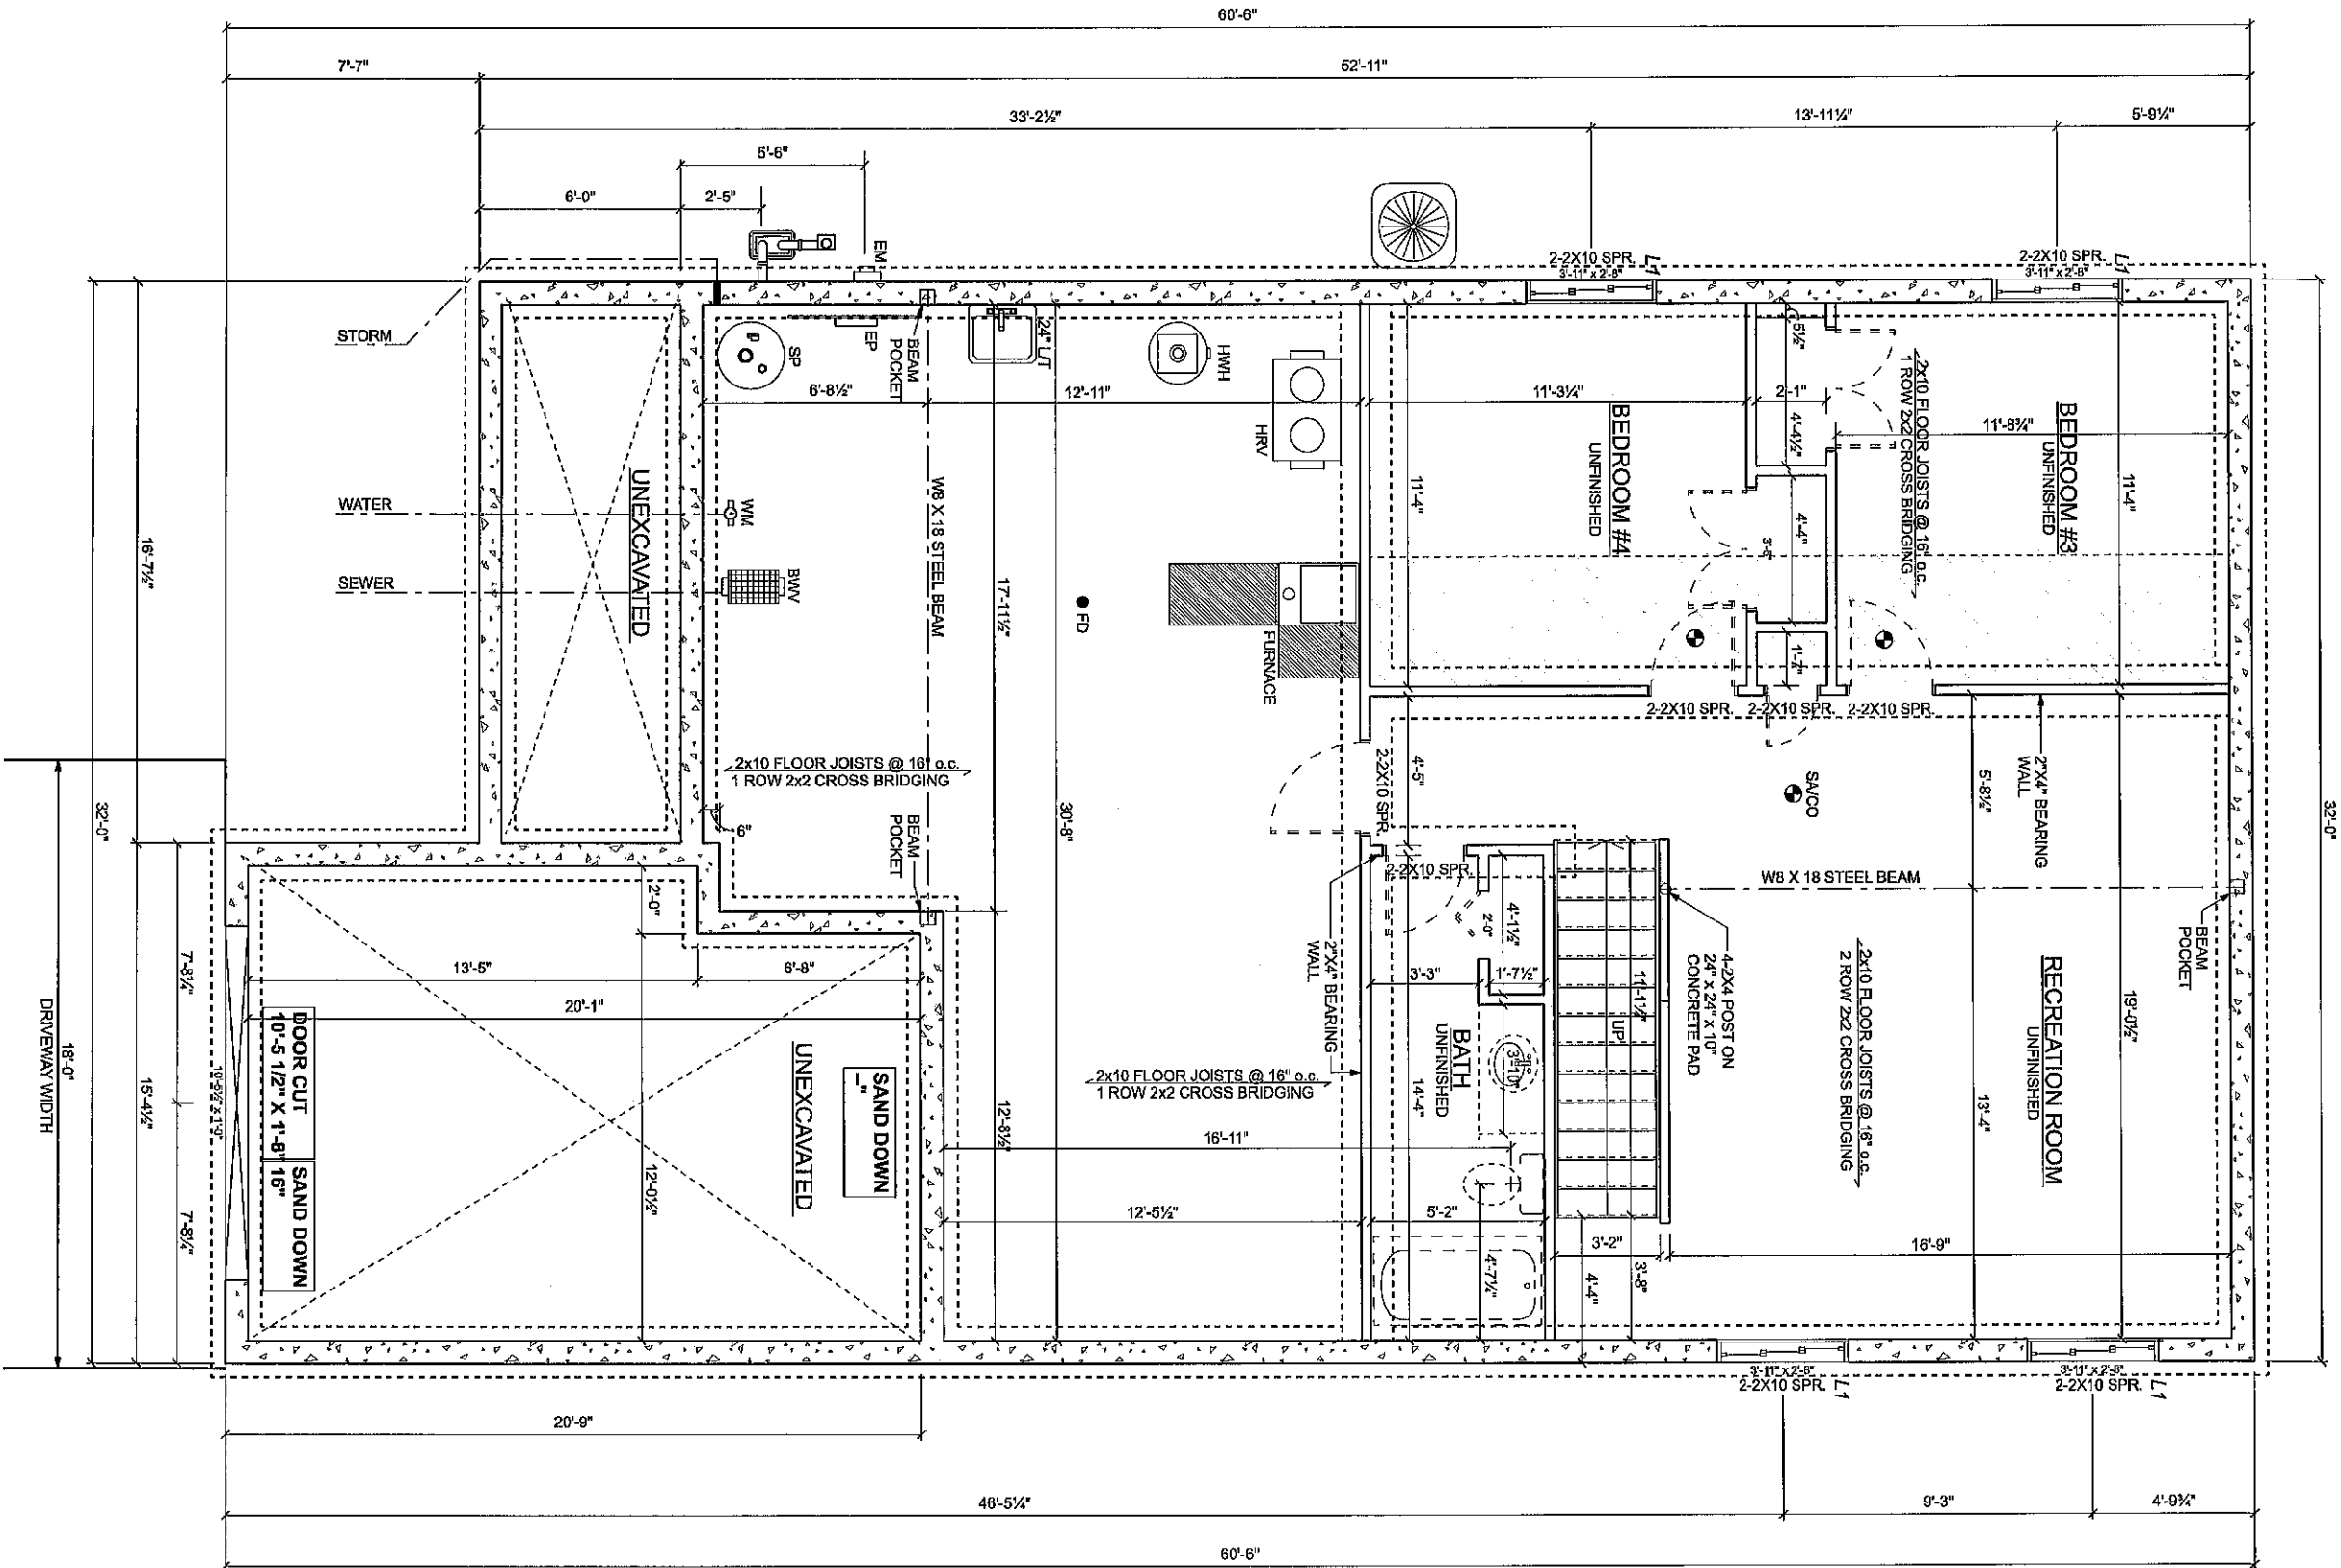 60'-6"
7'-7"
52'-11"
33'-2½"
13'-11¼"
5'-9¼"
5'-6"
6'-0"
2'-5"
EM
2-2X10 SPR.
3'-11" x 2'-8"
L1
2-2X10 SPR.
3'-11" x 2'-8"
L1
STORM
WATER
SEWER
UNEXCAVATED
SP
EP
BEAM
POCKET
24" L/T
HWH
HRV
6'-8½"
12'-11"
WM
BWV
W8 X 18 STEEL BEAM
17'-11½"
FD
FURNACE
30'-8"
2x10 FLOOR JOISTS @ 16" o.c.
1 ROW 2x2 CROSS BRIDGING
6"
BEAM
POCKET
11'-3¼"
11'-4"
BEDROOM #4
UNFINISHED
5½"
2'-1"
4'-4½"
4'-4"
1'-7"
2x10 FLOOR JOISTS @ 16" o.c.
1 ROW 2x2 CROSS BRIDGING
11'-8¾"
BEDROOM #3
UNFINISHED
11'-4"
2-2X10 SPR.
2-2X10 SPR.
2-2X10 SPR.
2-2X10 SPR.
4'-5"
SA/CO
5'-8½"
2"X4" BEARING
WALL
32'-0"
2-2X10 SPR.
W8 X 18 STEEL BEAM
BEAM
POCKET
4-2X4 POST ON
24" x 24" x 10"
CONCRETE PAD
2x10 FLOOR JOISTS @ 16" o.c.
2 ROW 2x2 CROSS BRIDGING
RECREATION ROOM
UNFINISHED
13'-4"
19'-0½"
2"X4" BEARING
WALL
4'-11½"
2'-0"
3'-3"
1'-7½"
11'-11½"
UP
BATH
UNFINISHED
3'-10"
14'-4"
2x10 FLOOR JOISTS @ 16" o.c.
1 ROW 2x2 CROSS BRIDGING
16'-11"
12'-8½"
12'-5½"
5'-2"
3'-2"
16'-9"
4'-7¼"
4'-4"
3'-8"
32'-0"
16'-7½"
2'-0"
13'-5"
6'-8"
20'-1"
DOOR CUT
10'-5 1/2" X 1'-8"
SAND DOWN
16"
UNEXCAVATED
SAND DOWN
–"
12'-0½"
7'-8¼"
7'-8¼"
15'-4½"
18'-0"
DRIVEWAY WIDTH
3'-11" x 2'-8"
2-2X10 SPR.
L1
3'-11" x 2'-8"
2-2X10 SPR.
L1
20'-9"
46'-5¼"
9'-3"
4'-9¾"
60'-6"